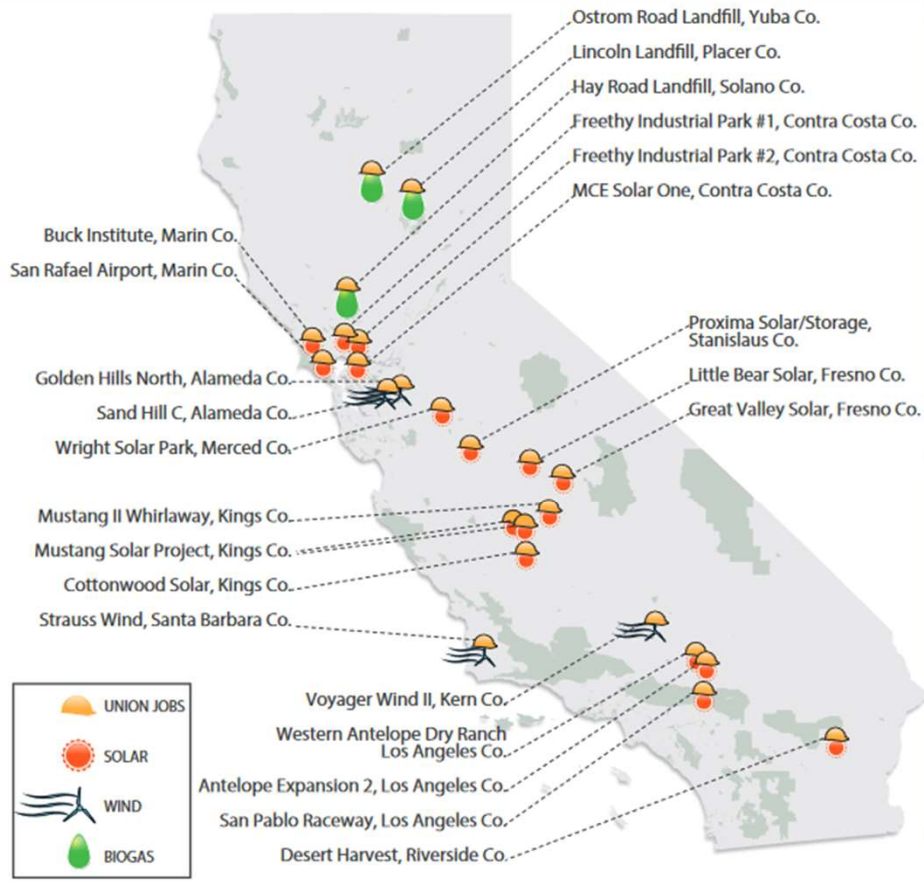 Ostrom Road Landfill, Yuba Co.
Lincoln Landfill, Placer Co.
Hay Road Landfill, Solano Co.
Freethy Industrial Park #1, Contra Costa Co.
Freethy Industrial Park #2, Contra Costa Co.
MCE Solar One, Contra Costa Co.
Buck Institute, Marin Co.
San Rafael Airport, Marin Co.
Proxima Solar/Storage,
Stanislaus Co.
Little Bear Solar, Fresno Co.
Great Valley Solar, Fresno Co.
Golden Hills North, Alameda Co.
Sand Hill C, Alameda Co.
Wright Solar Park, Merced Co.
Mustang II Whirlaway, Kings Co.
Mustang Solar Project, Kings Co.
Cottonwood Solar, Kings Co.
Strauss Wind, Santa Barbara Co.
Voyager Wind II, Kern Co.
Western Antelope Dry Ranch
Los Angeles Co.
Antelope Expansion 2, Los Angeles Co.
San Pablo Raceway, Los Angeles Co.
Desert Harvest, Riverside Co.
UNION JOBS
SOLAR
WIND
BIOGAS